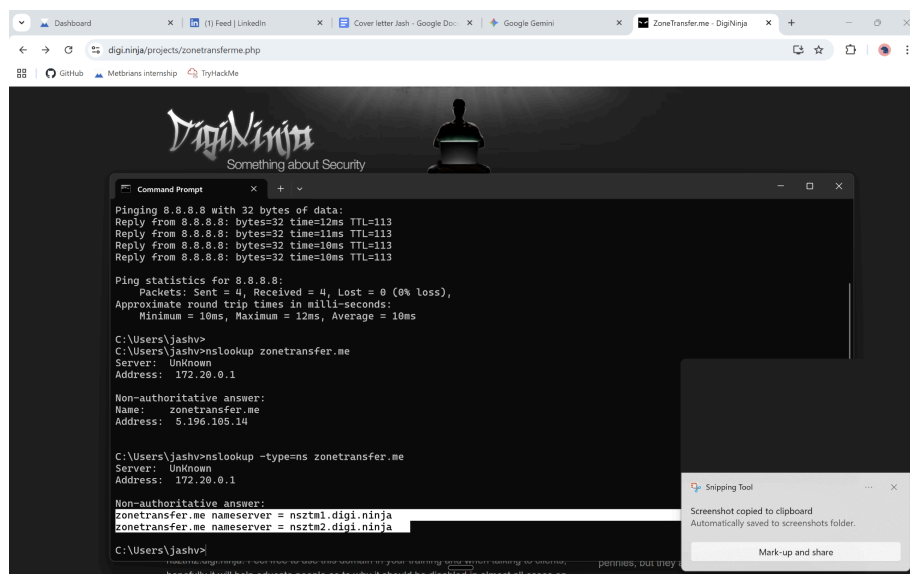 Dashboard
(1) Feed | LinkedIn
Cover letter Jash - Google Doc
Google Gemini
ZoneTransfer.me - DigiNinja
digi.ninja/projects/zonetransferme.php
GitHub
Metbrians internship
TryHackMe
DigiNinja
Something about Security
Command Prompt
Pinging 8.8.8.8 with 32 bytes of data:
Reply from 8.8.8.8: bytes=32 time=12ms TTL=113
Reply from 8.8.8.8: bytes=32 time=11ms TTL=113
Reply from 8.8.8.8: bytes=32 time=10ms TTL=113
Reply from 8.8.8.8: bytes=32 time=10ms TTL=113
Ping statistics for 8.8.8.8:
Packets: Sent = 4, Received = 4, Lost = 0 (0% loss),
Approximate round trip times in milli-seconds:
Minimum = 10ms, Maximum = 12ms, Average = 10ms
C:\Users\jashv>
C:\Users\jashv>nslookup zonetransfer.me
Server: UnKnown
Address: 172.20.0.1
Non-authoritative answer:
Name: zonetransfer.me
Address: 5.196.105.14
C:\Users\jashv>nslookup -type=ns zonetransfer.me
Server: UnKnown
Address: 172.20.0.1
Non-authoritative answer:
zonetransfer.me nameserver = nsztm1.digi.ninja
zonetransfer.me nameserver = nsztm2.digi.ninja
C:\Users\jashv>
Snipping Tool
Screenshot copied to clipboard
Automatically saved to screenshots folder.
Mark-up and share
pennies, but they